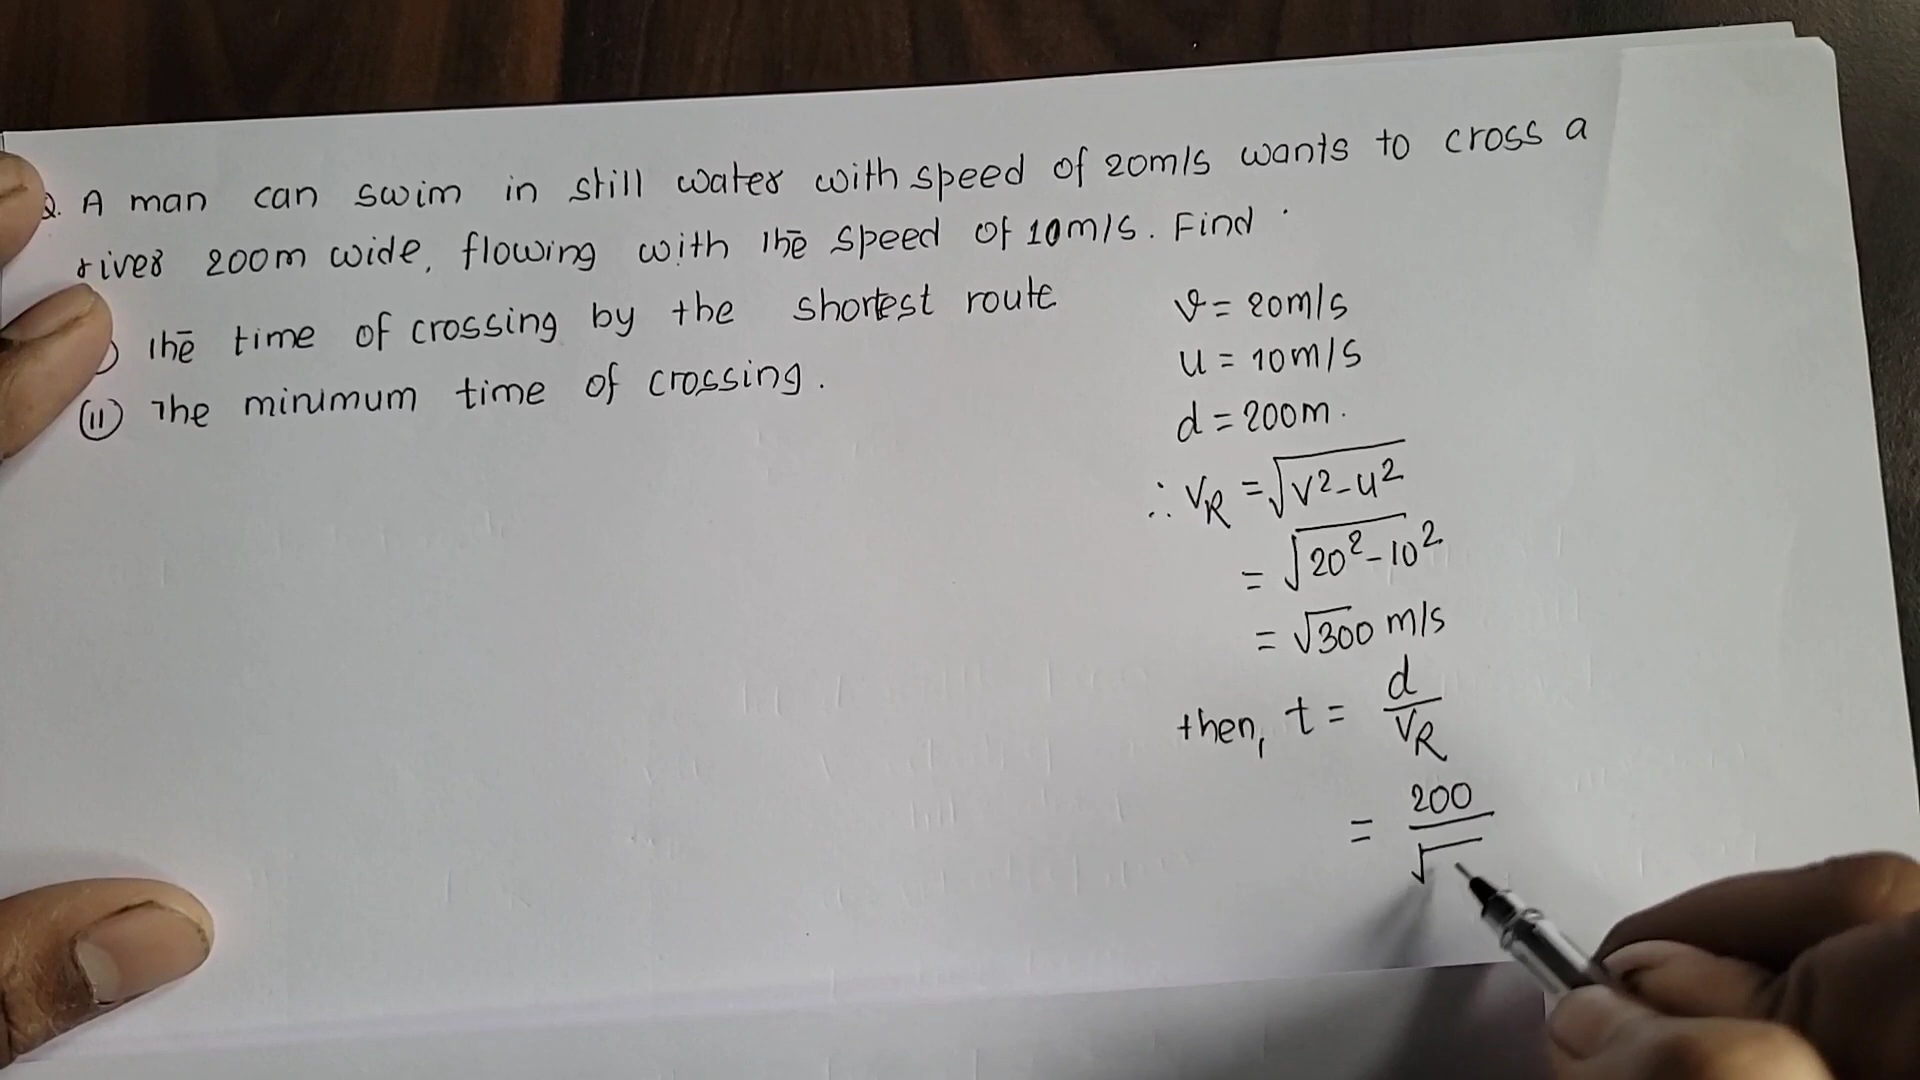 Q. A man can swim in still water with speed of 20m/s wants to cross a
river 200m wide, flowing with the speed of 10m/s. Find
the time of crossing by the shortest route
(ii) The minimum time of crossing.
v = 20m/s
u = 10m/s
d = 200m.
∴ V_R = √(v² - u²)
= √(20² - 10²)
= √300 m/s
then, t = d/V_R
= 200/√